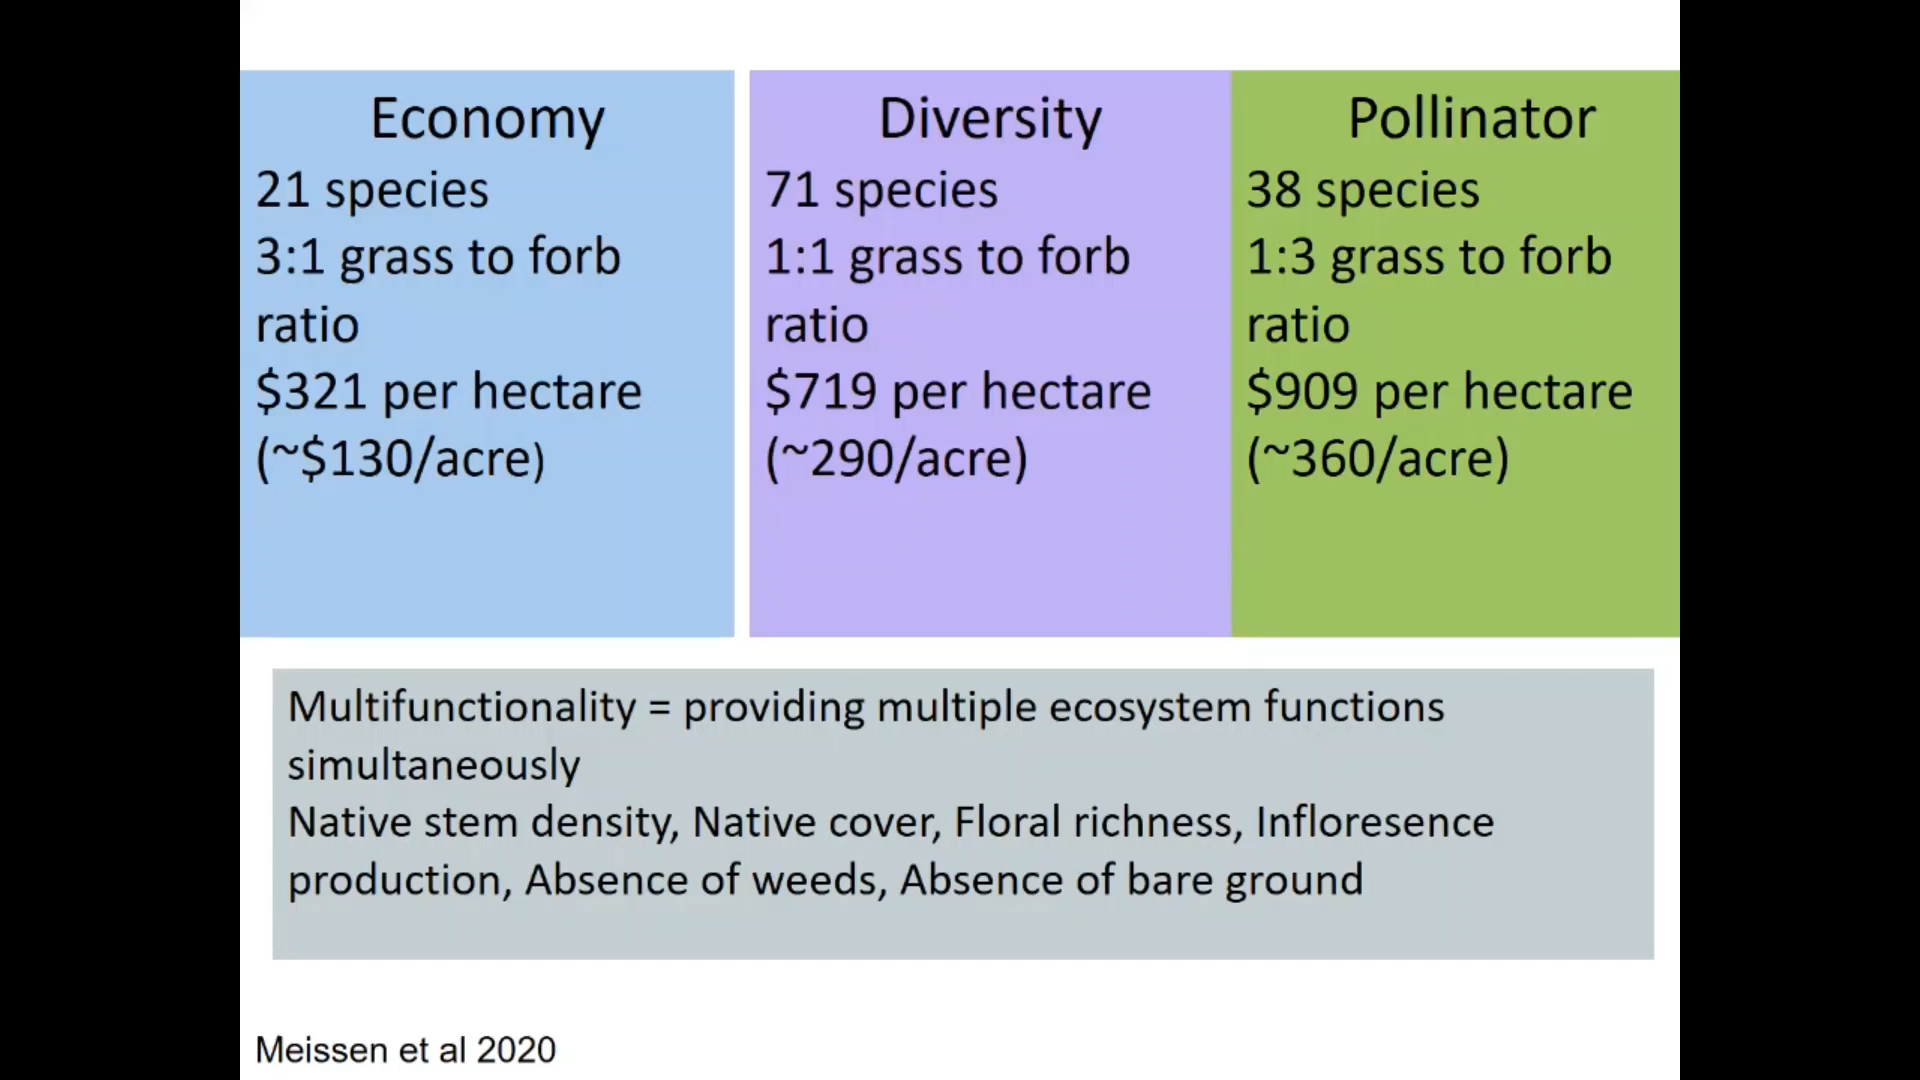 Economy
21 species
3:1 grass to forb
ratio
$321 per hectare
(~$130/acre)
Diversity
71 species
1:1 grass to forb
ratio
$719 per hectare
(~290/acre)
Pollinator
38 species
1:3 grass to forb
ratio
$909 per hectare
(~360/acre)
Multifunctionality = providing multiple ecosystem functions
simultaneously
Native stem density, Native cover, Floral richness, Infloresence
production, Absence of weeds, Absence of bare ground
Meissen et al 2020